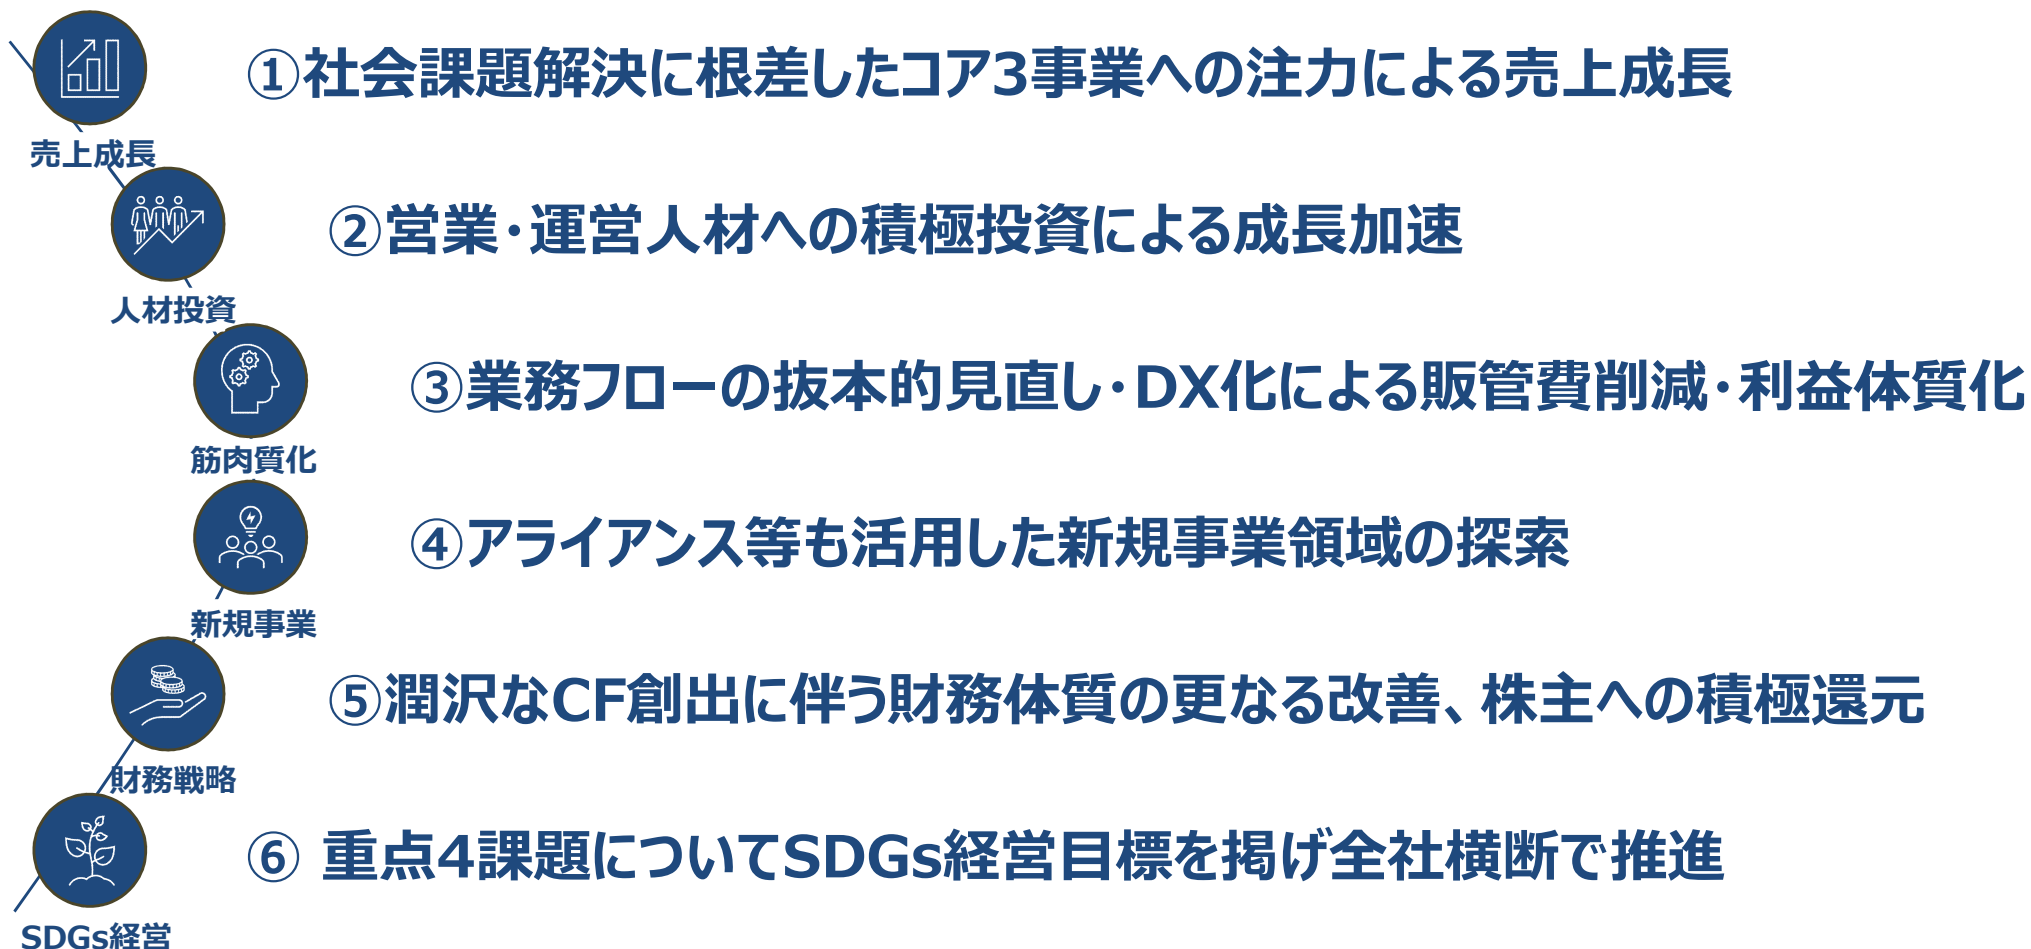 ①社会課題解決に根差したコア3事業への注力による売上成長
売上成長
②営業・運営人材への積極投資による成長加速
人材投資
③業務フローの抜本的見直し・DX化による販管費削減・利益体質化
筋肉質化
④アライアンス等も活用した新規事業領域の探索
新規事業
⑤潤沢なCF創出に伴う財務体質の更なる改善、株主への積極還元
財務戦略
⑥ 重点4課題についてSDGs経営目標を掲げ全社横断で推進
SDGs経営